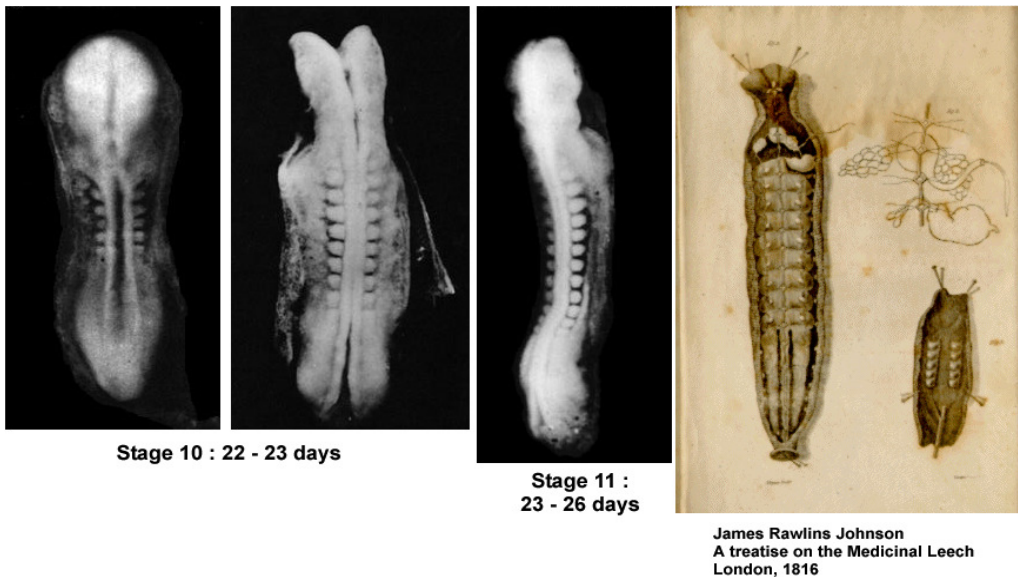 Stage 10 : 22 - 23 days
Stage 11 :
23 - 26 days
James Rawlins Johnson
A treatise on the Medicinal Leech
London, 1816